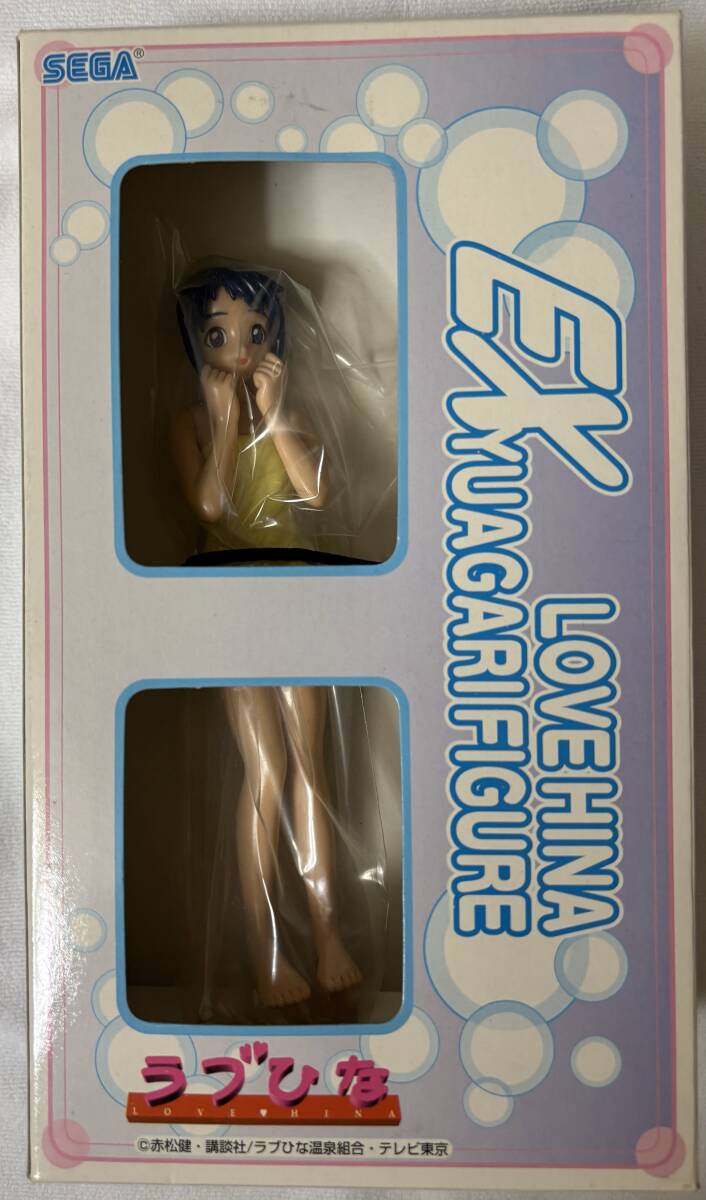 SEGA®
LOVE HINA
EX YUAGARI FIGURE
ラブ♥ひな
LOVE♥HINA
©赤松健・講談社/ラブひな温泉組合・テレビ東京